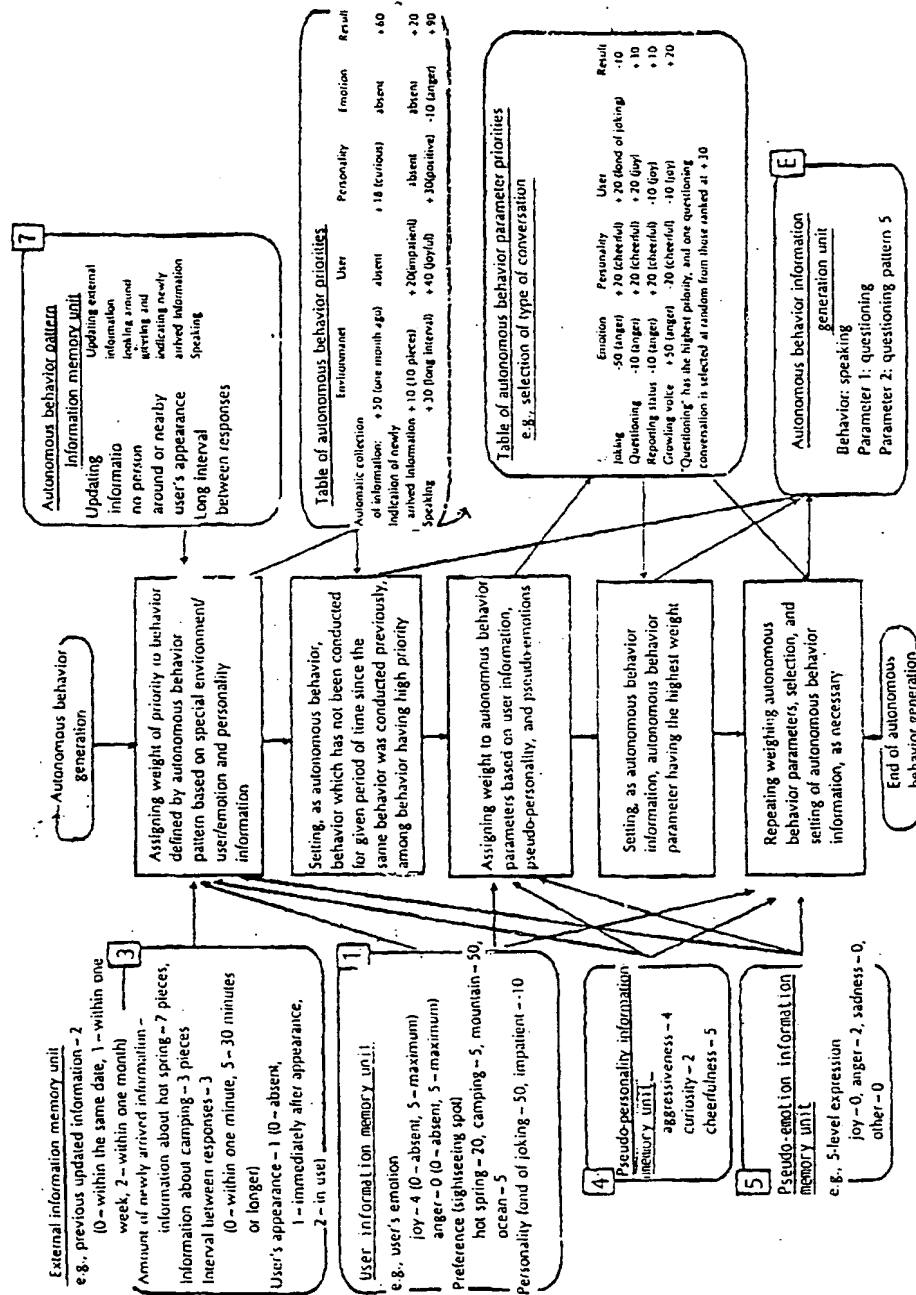 Autonomous behavior
generation
Assigning weight of priority to behavior
defined by autonomous behavior
pattern based on special environment/
user/emotion and personality
information
Setting, as autonomous behavior,
behavior which has not been conducted
for given period of time since the
same behavior was conducted previously,
among behavior having high priority
Assigning weight to autonomous behavior
parameters based on user information,
pseudo-personality, and pseudo-emotions
Setting, as autonomous behavior
information, autonomous behavior
parameter having the highest weight
Repeating weighing autonomous
behavior parameters, selection, and
setting of autonomous behavior
information, as necessary
End of autonomous
behavior generation
External information memory unit
e.g., previous updated information – 2
(0 – within the same date, 1 – within one
week, 2 – within one month)
3
Amount of newly arrived information –
information about hot spring – 7 pieces,
Information about camping – 3 pieces
Interval between responses – 3
(0 – within one minute, 5 - 30 minutes
or longer)
User's appearance – 1 (0 – absent,
1 – immediately after appearance,
2 – in use)
1
User information memory unit
e.g., user's emotion
joy – 4 (0 – absent, 5 – maximum)
anger – 0 (0 – absent, 5 – maximum)
Preference (sightseeing spot)
hot spring – 20, camping – 5, mountain – 50,
ocean – 5
Personality (fond of joking – 50, impatient – -10
4
Pseudo-personality information
memory unit –
aggressiveness – 4
curiosity – 2
cheerfulness – 5
5
Pseudo-emotion information
memory unit
e.g., 5-level expression
joy – 0, anger – 2, sadness – 0,
other – 0
7
Autonomous behavior pattern
Information memory unit
Updating informatio Updating external information
no person around or nearby looking around
user's appearance greeting and indicating newly arrived information
Long interval between responses Speaking
Table of autonomous behavior priorities
Environmane User Personality Emotion Result
Automatic collection
of information: +50 (one month ago) absent +18 (curious) absent +60
Indication of newly
arrived information +10 (10 pieces) +20(impatient) absent absent +20
Speaking +30 (long interval) +40 (joyful) +30(positive) -10 (anger) +90
Table of autonomous behavior parameter priorities
e.g., selection of type of conversation
Emotion Personality User Result
Joking -50 (anger) +20 (cheerful) +20 (fond of joking) -10
Questioning -10 (anger) +20 (cheerful) +20 (joy) +30
Reporting status -10 (anger) +20 (cheerful) -10 (joy) +10
Growling voice +50 (anger) -20 (cheerful) -10 (joy) +20
"Questioning" has the highest priority, and one questioning
conversation is selected at random from those ranked at +30
E
Autonomous behavior information
generation unit
Behavior: speaking
Parameter 1: questioning
Parameter 2: questioning pattern 5